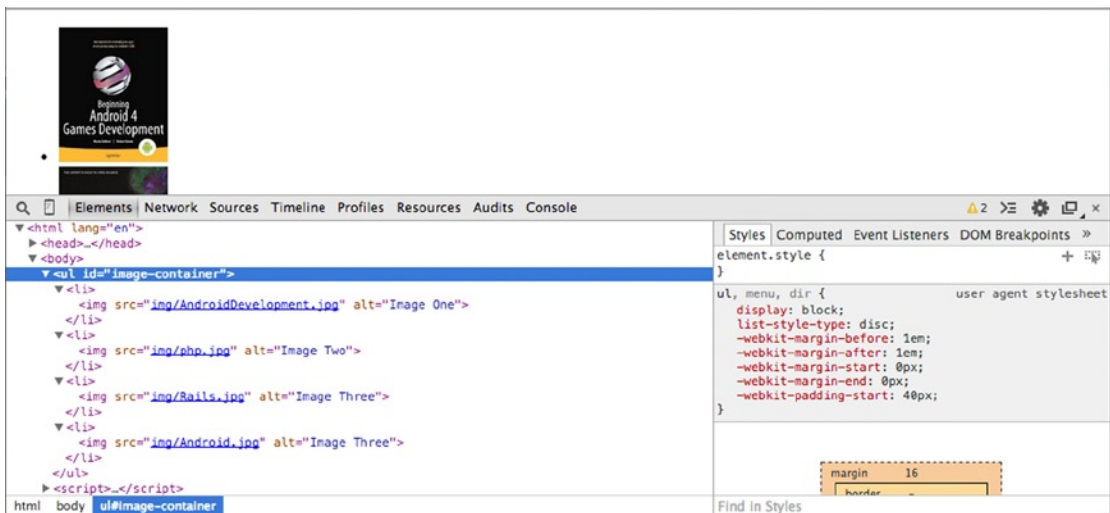 Beginning
Android 4
Games Development
Elements Network Sources Timeline Profiles Resources Audits Console
2
<html lang="en">
<head>…</head>
<body>
<ul id="image-container">
<li>
<img src="img/AndroidDevelopment.jpg" alt="Image One">
</li>
<li>
<img src="img/php.jpg" alt="Image Two">
</li>
<li>
<img src="img/Rails.jpg" alt="Image Three">
</li>
<li>
<img src="img/Android.jpg" alt="Image Three">
</li>
</ul>
<script>…</script>
html body ul#image-container
Styles Computed Event Listeners DOM Breakpoints »
element.style {
}
ul, menu, dir { user agent stylesheet
display: block;
list-style-type: disc;
-webkit-margin-before: 1em;
-webkit-margin-after: 1em;
-webkit-margin-start: 0px;
-webkit-margin-end: 0px;
-webkit-padding-start: 40px;
}
margin 16
border -
Find in Styles